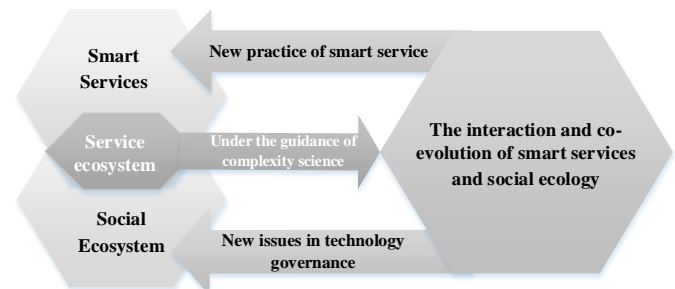 Smart
Services
New practice of smart service
Service
ecosystem
Under the guidance of
complexity science
The interaction and co-
evolution of smart services
and social ecology
Social
Ecosystem
New issues in technology
governance